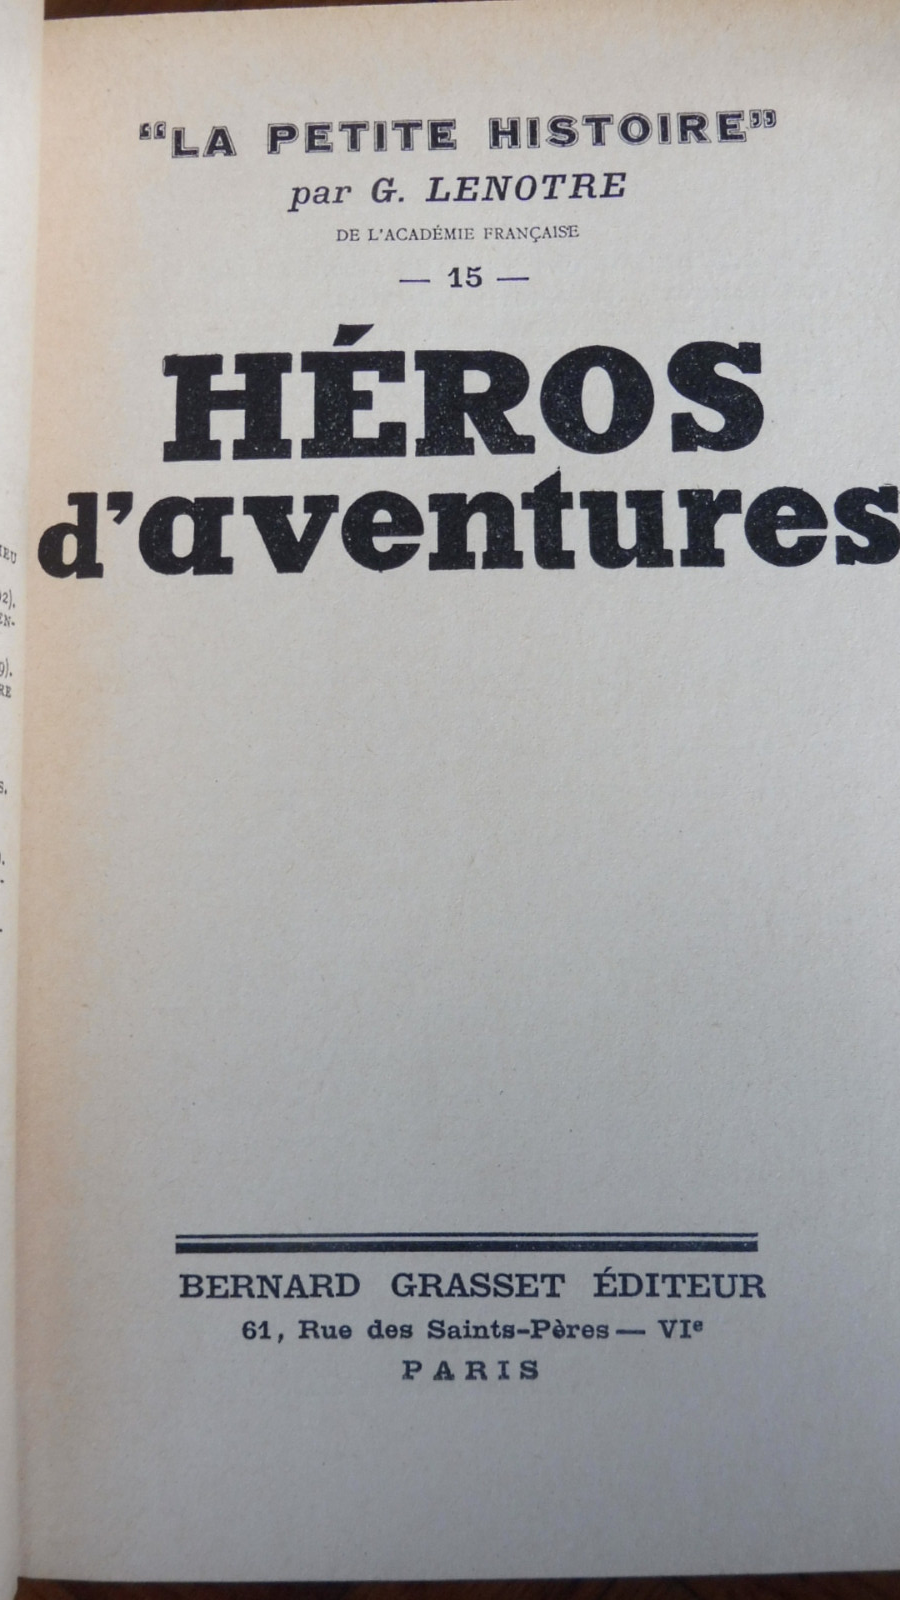 “LA PETITE HISTOIRE”
par G. LENOTRE
DE L'ACADÉMIE FRANÇAISE
— 15 —
HÉROS
d'aventures
BERNARD GRASSET ÉDITEUR
61, Rue des Saints-Pères — VIe
PARIS